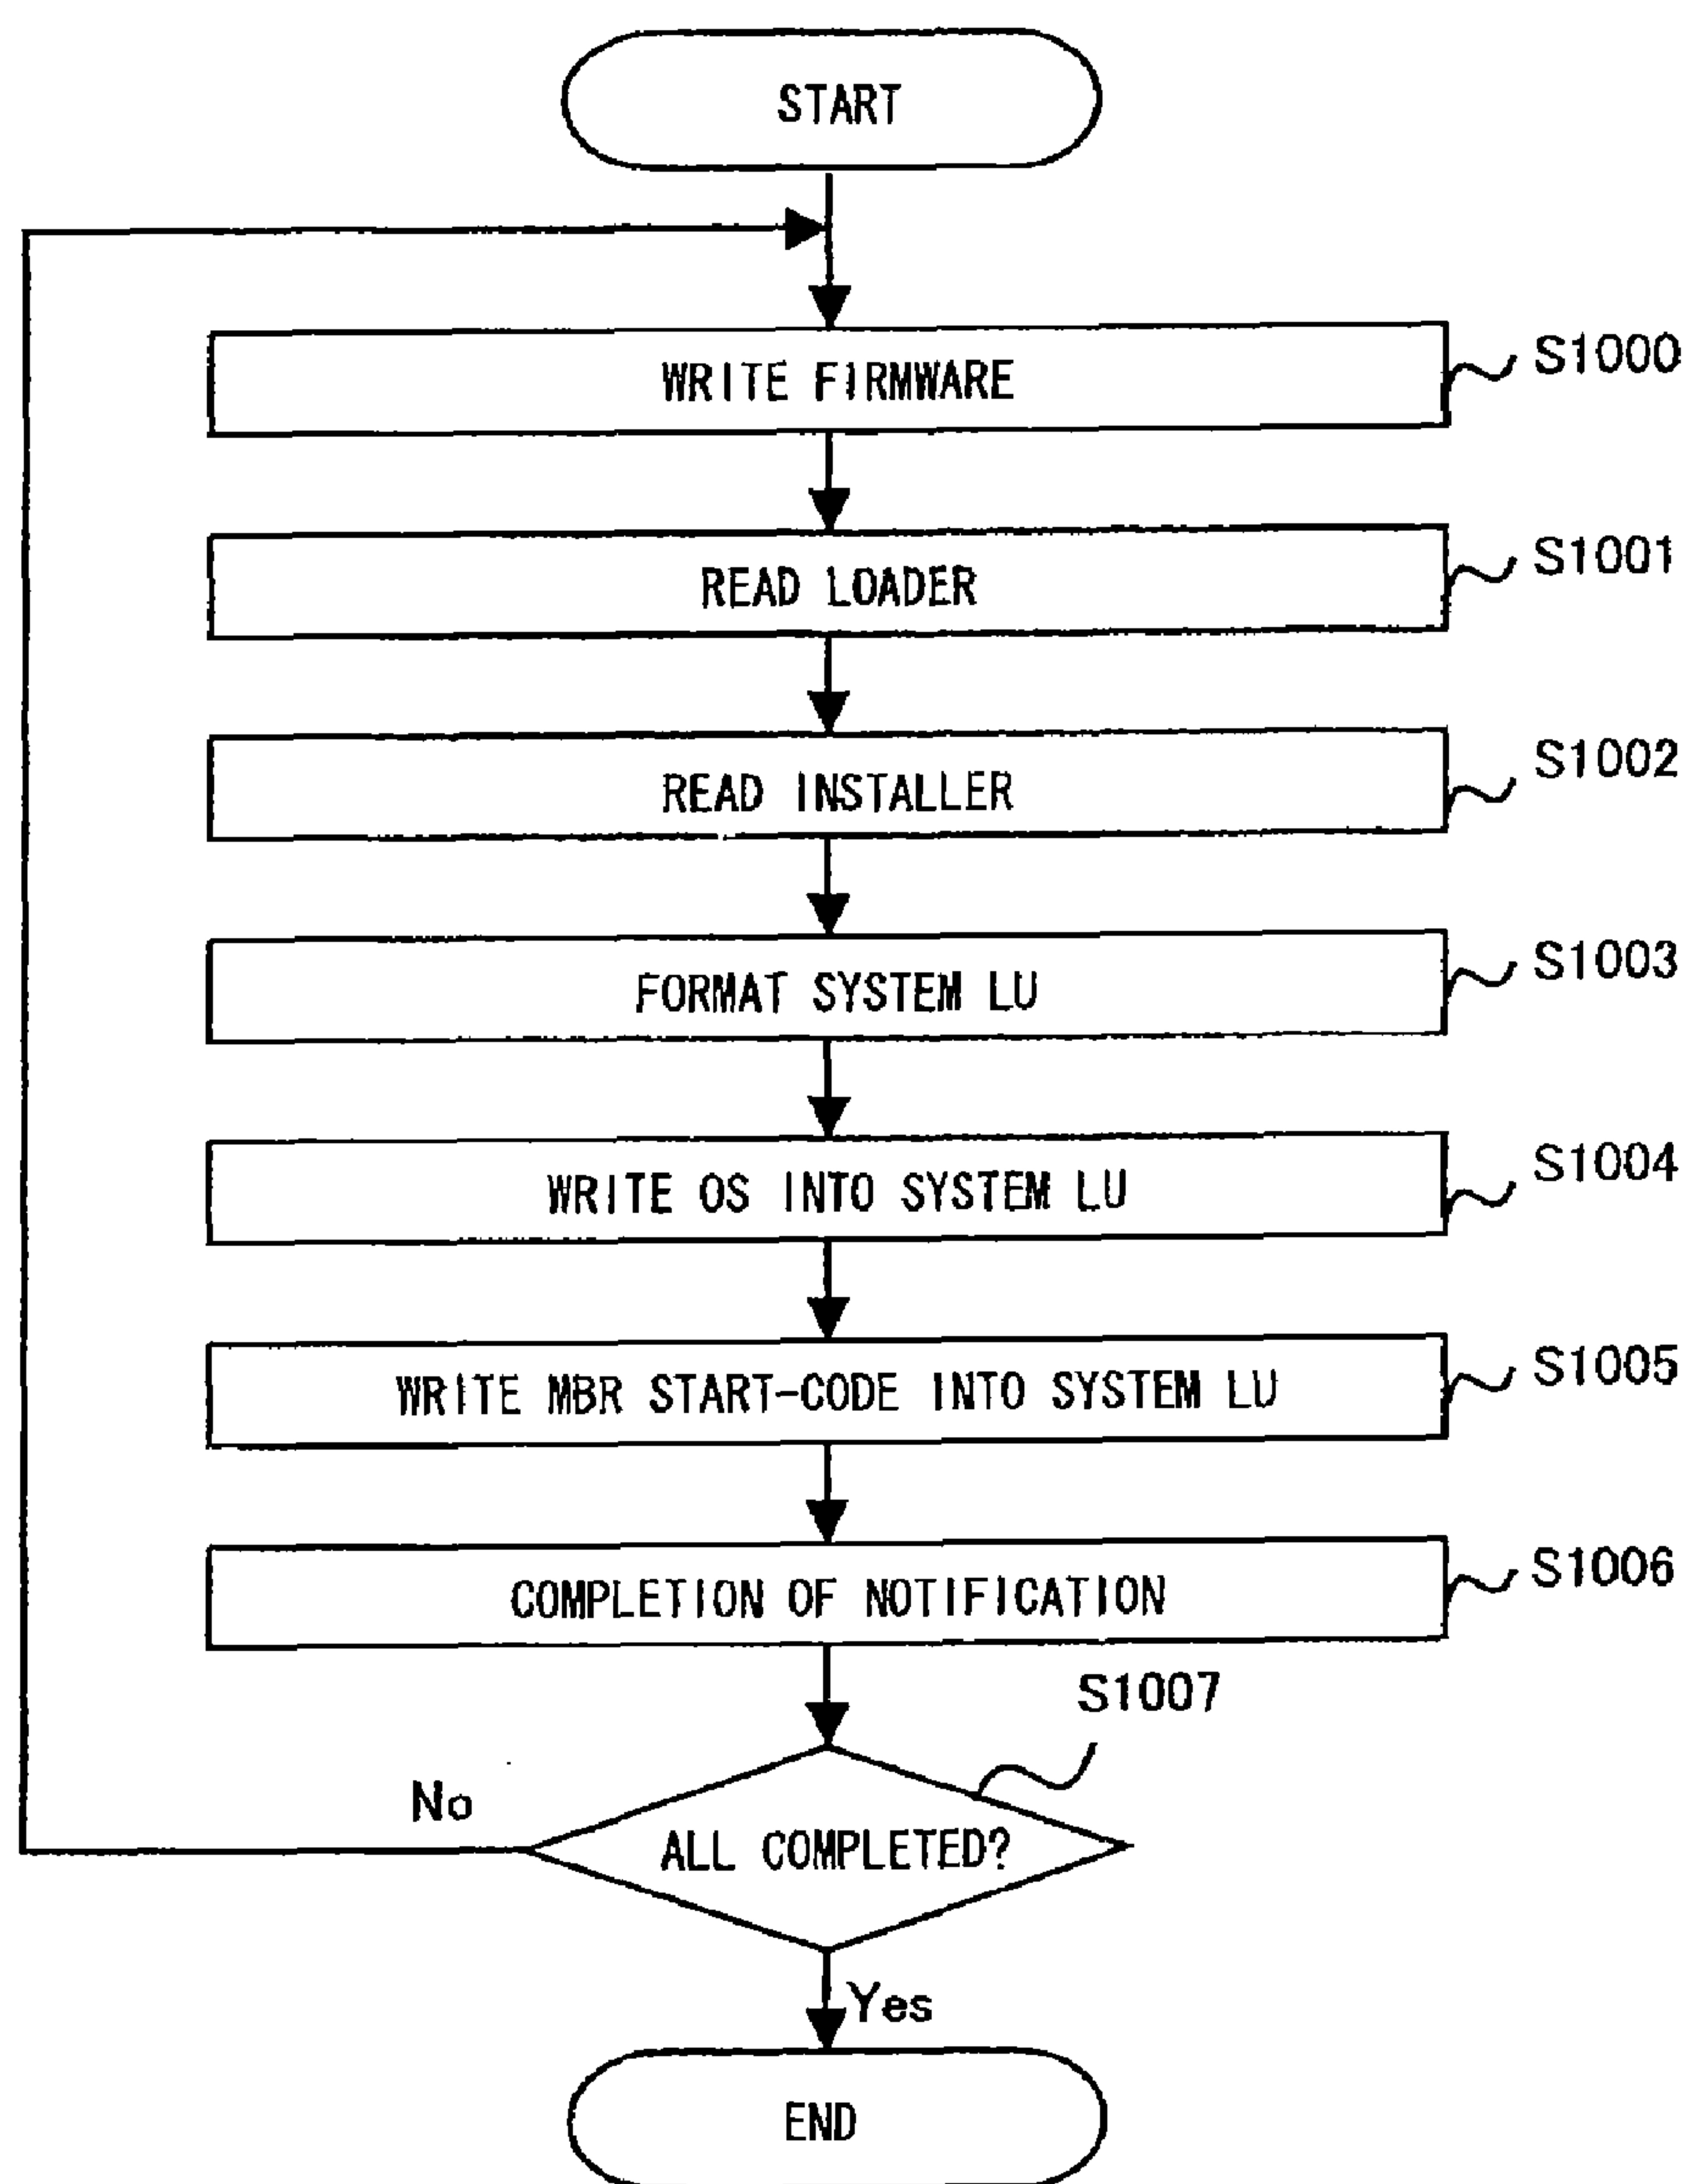 START
WRITE FIRMWARE
S1000
READ LOADER
S1001
READ INSTALLER
S1002
FORMAT SYSTEM LU
S1003
WRITE OS INTO SYSTEM LU
S1004
WRITE MBR START-CODE INTO SYSTEM LU
S1005
COMPLETION OF NOTIFICATION
S1006
S1007
No
ALL COMPLETED?
Yes
END